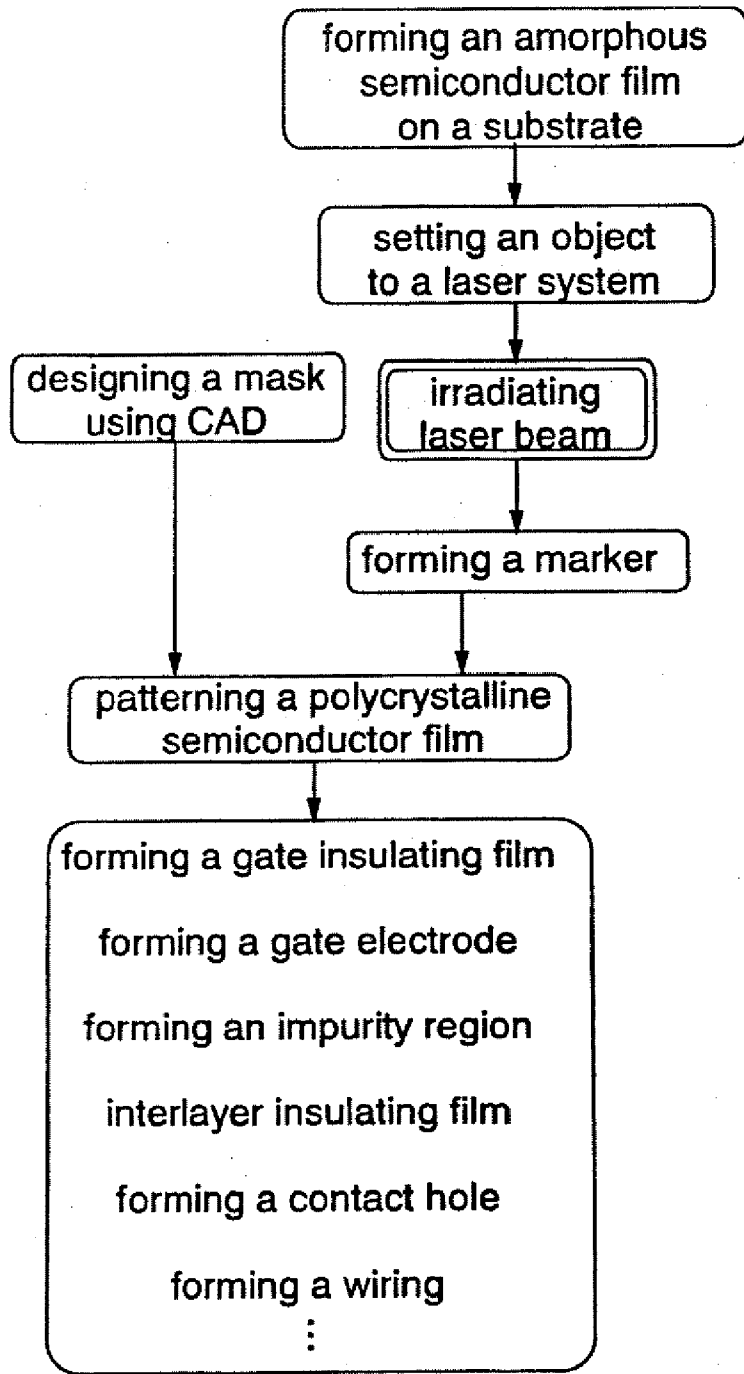 forming an amorphous
semiconductor film
on a substrate
setting an object
to a laser system
designing a mask
using CAD
irradiating
laser beam
forming a marker
patterning a polycrystalline
semiconductor film
forming a gate insulating film
forming a gate electrode
forming an impurity region
interlayer insulating film
forming a contact hole
forming a wiring
⋮